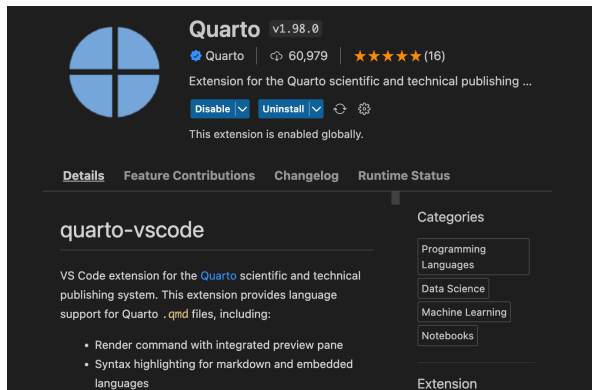 Quarto v1.98.0
Quarto 60,979 (16)
Extension for the Quarto scientific and technical publishing ...
Disable Uninstall
This extension is enabled globally.
Details Feature Contributions Changelog Runtime Status
quarto-vscode
VS Code extension for the Quarto scientific and technical
publishing system. This extension provides language
support for Quarto .qmd files, including:
• Render command with integrated preview pane
• Syntax highlighting for markdown and embedded
languages
Categories
Programming
Languages
Data Science
Machine Learning
Notebooks
Extension